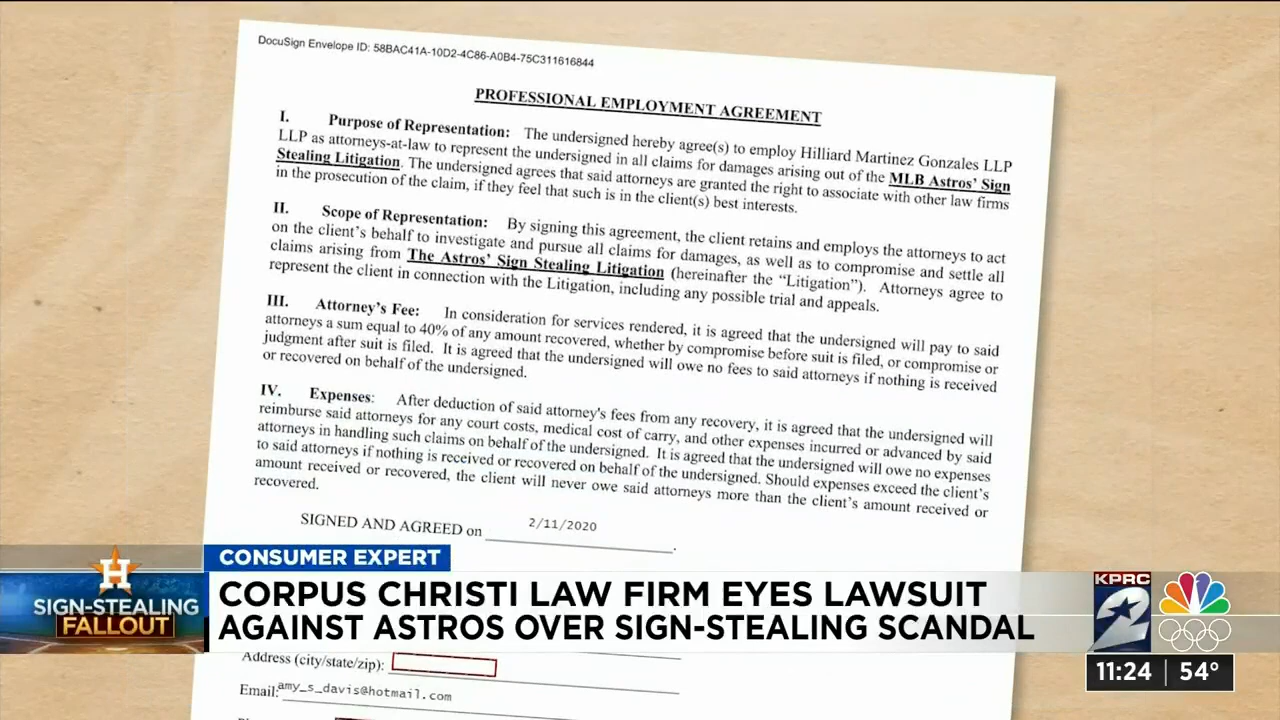 DocuSign Envelope ID: 58BAC41A-10D2-4C86-A0B4-75C311616844
PROFESSIONAL EMPLOYMENT AGREEMENT
I. Purpose of Representation: The undersigned hereby agree(s) to employ Hilliard Martinez Gonzales LLP
LLP as attorneys-at-law to represent the undersigned in all claims for damages arising out of the MLB Astros' Sign
Stealing Litigation. The undersigned agrees that said attorneys are granted the right to associate with other law firms
in the prosecution of the claim, if they feel that such is in the client(s) best interests.
II. Scope of Representation: By signing this agreement, the client retains and employs the attorneys to act
on the client's behalf to investigate and pursue all claims for damages, as well as to compromise and settle all
claims arising from The Astros' Sign Stealing Litigation (hereinafter the "Litigation"). Attorneys agree to
represent the client in connection with the Litigation, including any possible trial and appeals.
III. Attorney's Fee: In consideration for services rendered, it is agreed that the undersigned will pay to said
attorneys a sum equal to 40% of any amount recovered, whether by compromise before suit is filed, or compromise or
judgment after suit is filed. It is agreed that the undersigned will owe no fees to said attorneys if nothing is received
or recovered on behalf of the undersigned.
IV. Expenses: After deduction of said attorney's fees from any recovery, it is agreed that the undersigned will
reimburse said attorneys for any court costs, medical cost of carry, and other expenses incurred or advanced by said
attorneys in handling such claims on behalf of the undersigned. It is agreed that the undersigned will owe no expenses
to said attorneys if nothing is received or recovered on behalf of the undersigned. Should expenses exceed the client's
amount received or recovered, the client will never owe said attorneys more than the client's amount received or
recovered.
SIGNED AND AGREED on 2/11/2020.
CONSUMER EXPERT
H
SIGN-STEALING
FALLOUT
CORPUS CHRISTI LAW FIRM EYES LAWSUIT
AGAINST ASTROS OVER SIGN-STEALING SCANDAL
KPRC
2
11:24 54°
Address (city/state/zip):
Email: amy_s_davis@hotmail.com